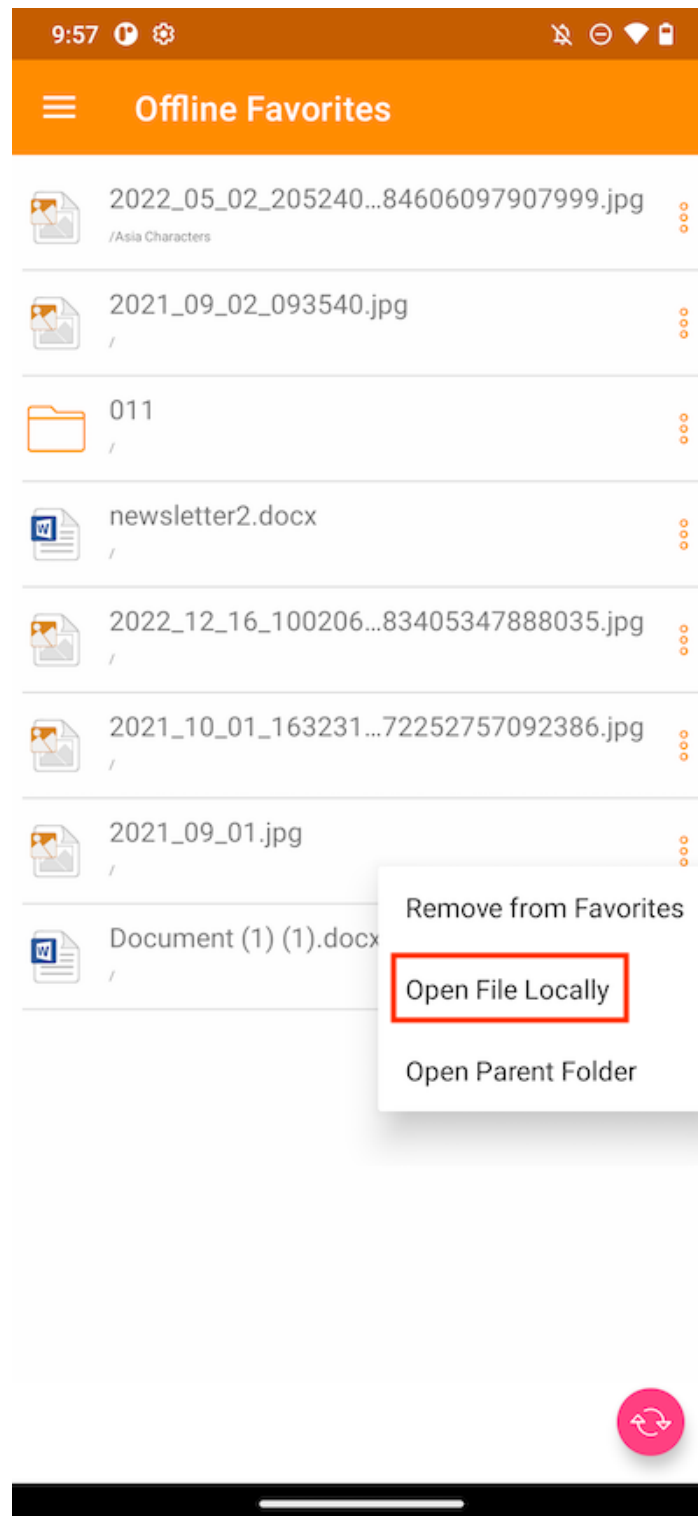 9:57
Offline Favorites
2022_05_02_205240...84606097907999.jpg
/Asia Characters
2021_09_02_093540.jpg
/
011
/
newsletter2.docx
/
2022_12_16_100206...83405347888035.jpg
/
2021_10_01_163231...72252757092386.jpg
/
2021_09_01.jpg
/
Remove from Favorites
Document (1) (1).docx
/
Open File Locally
Open Parent Folder